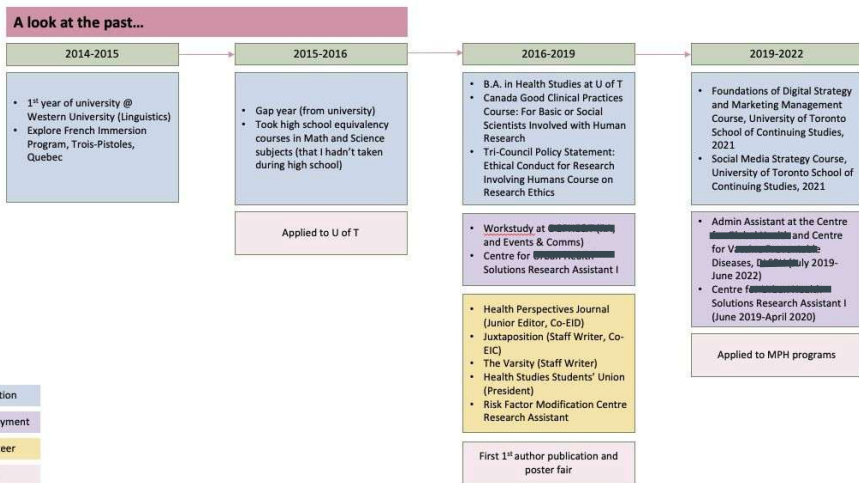 A look at the past...
2014-2015
2015-2016
2016-2019
2019-2022
• 1st year of university @
Western University (Linguistics)
• Explore French Immersion
Program, Trois-Pistoles,
Quebec
• Gap year (from university)
• Took high school equivalency
courses in Math and Science
subjects (that I hadn't taken
during high school)
Applied to U of T
• B.A. in Health Studies at U of T
• Canada Good Clinical Practices
Course: For Basic or Social
Scientists Involved with Human
Research
• Tri-Council Policy Statement:
Ethical Conduct for Research
Involving Humans Course on
Research Ethics
• Workstudy at
and Events & Comms)
• Centre for
Solutions Research Assistant I
• Health Perspectives Journal
(Junior Editor, Co-EID)
• Juxtaposition (Staff Writer, Co-
EIC)
• The Varsity (Staff Writer)
• Health Studies Students' Union
(President)
• Risk Factor Modification Centre
Research Assistant
First 1st author publication and
poster fair
• Foundations of Digital Strategy
and Marketing Management
Course, University of Toronto
School of Continuing Studies,
2021
• Social Media Strategy Course,
University of Toronto School of
Continuing Studies, 2021
• Admin Assistant at the Centre
and Centre
for
Diseases, 2019-
June 2022)
• Centre
Solutions Research Assistant I
(June 2019-April 2020)
Applied to MPH programs
tion
yment
eer